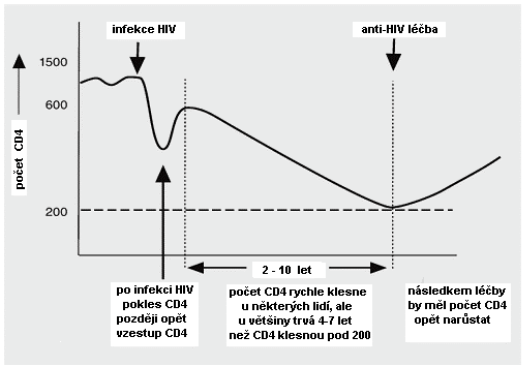 infekce HIV
anti-HIV léčba
1500
600
200
počet CD4
2 - 10 let
po infekci HIV
pokles CD4
později opět
vzestup CD4
počet CD4 rychle klesne
u některých lidí, ale
u většiny trvá 4-7 let
než CD4 klesnou pod 200
následkem léčby
by měl počet CD4
opět narůstat